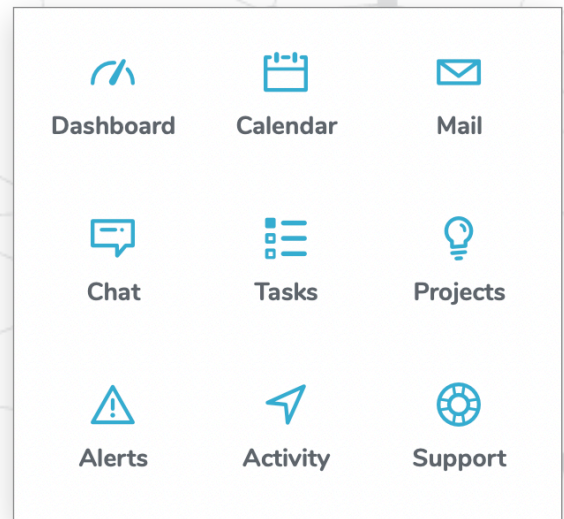 Dashboard Calendar Mail
Chat Tasks Projects
Alerts Activity Support